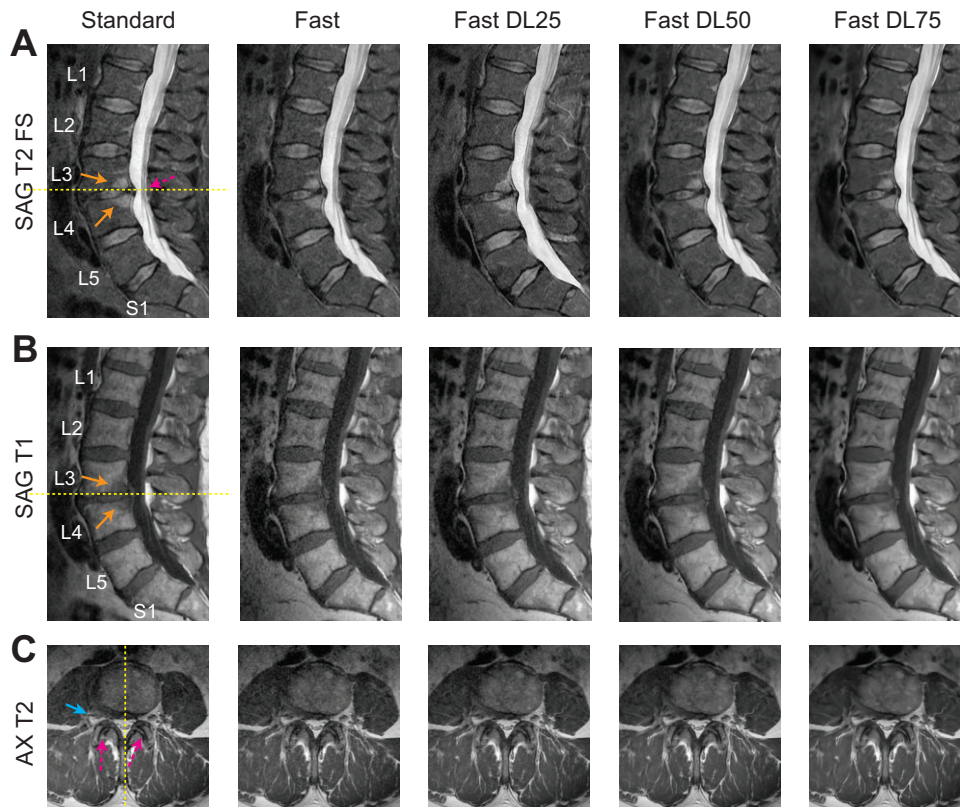 Standard Fast Fast DL25 Fast DL50 Fast DL75
A
SAG T2 FS
L1
L2
L3
L4
L5
S1
B
SAG T1
L1
L2
L3
L4
L5
S1
C
AX T2